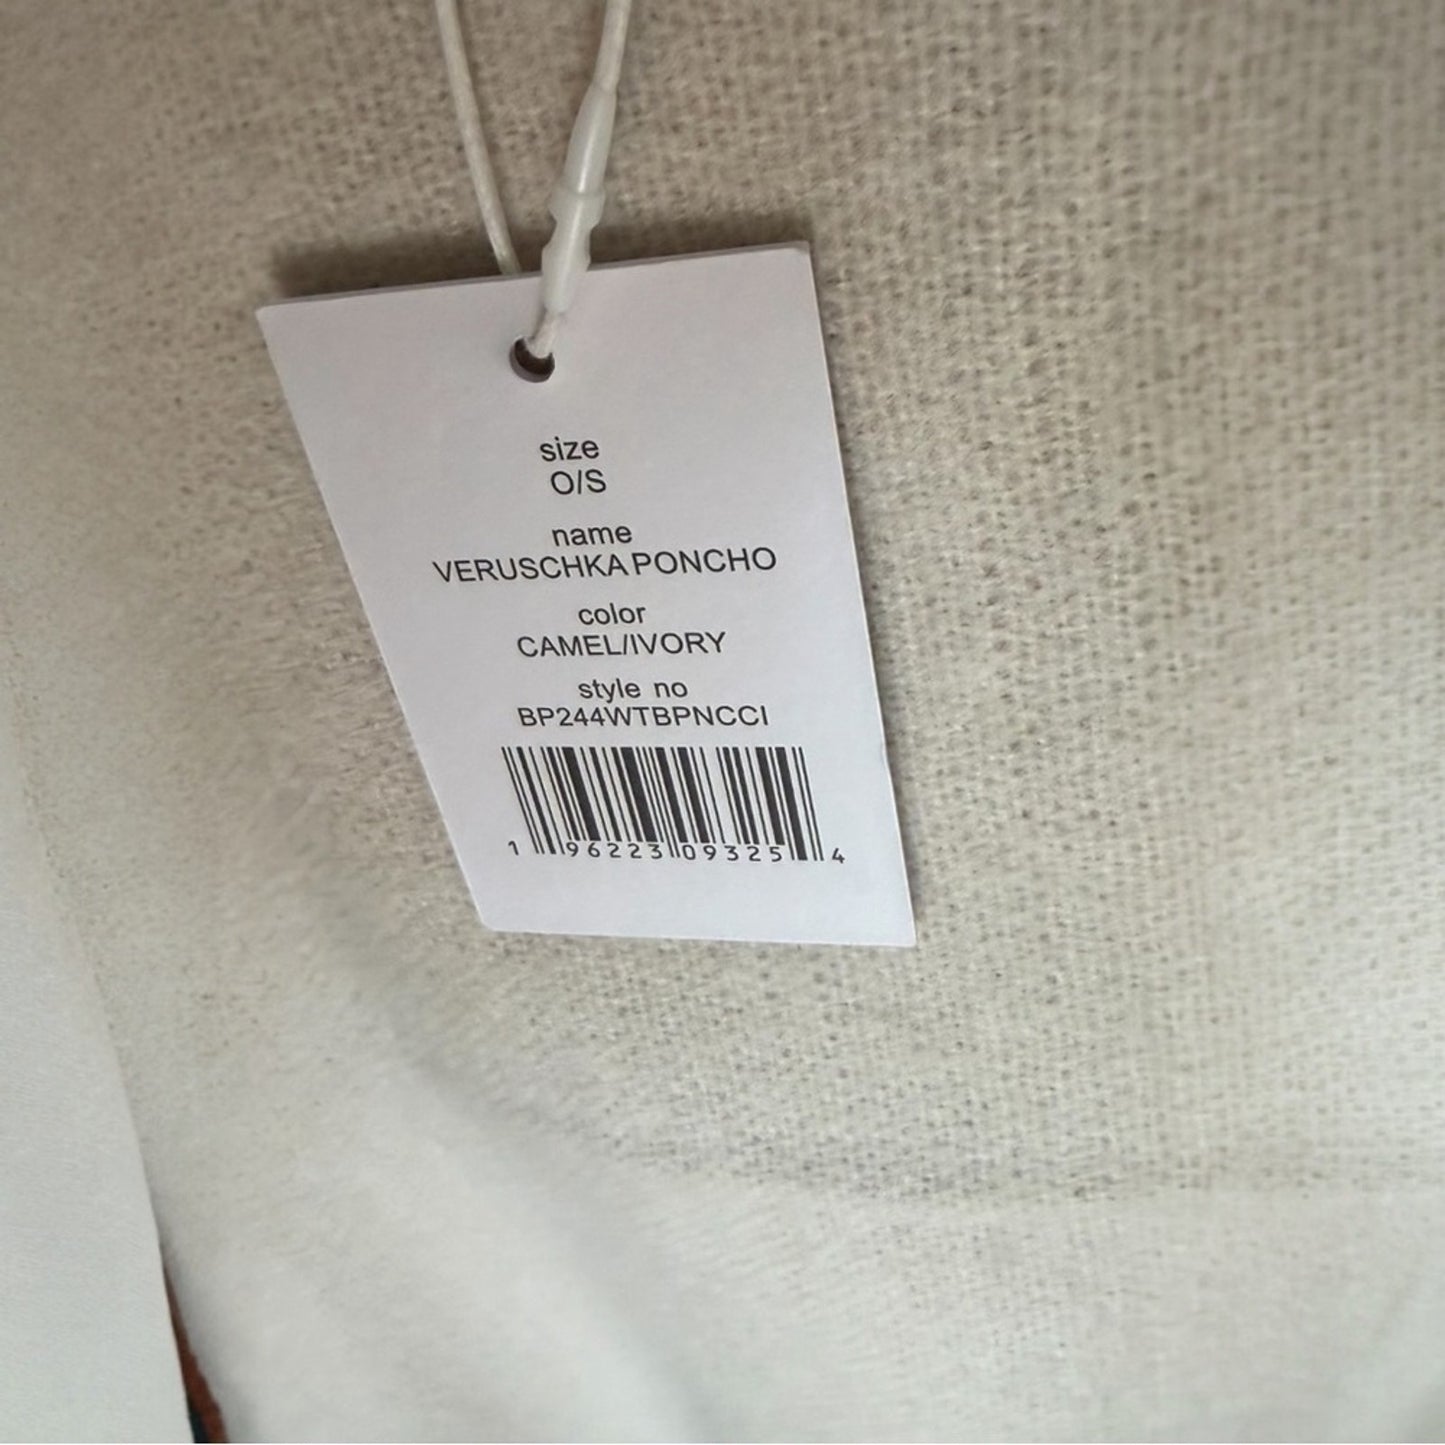 size
O/S
name
VERUSCHKA PONCHO
color
CAMEL/IVORY
style no
BP244WTBPNCCI
1 96223 09325 4